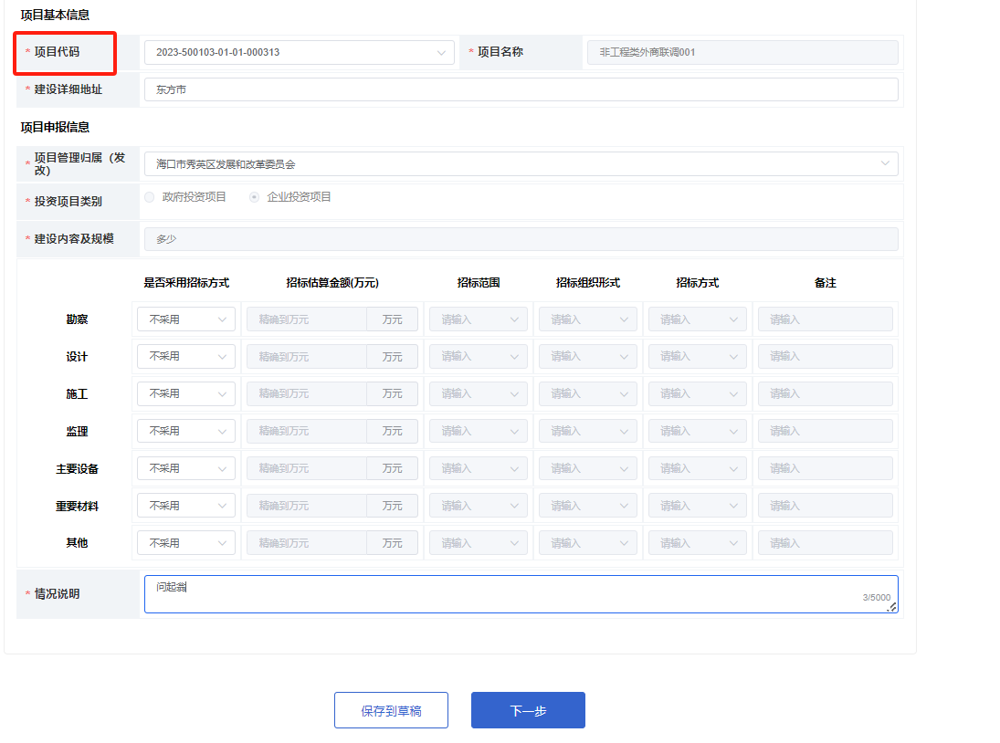 项目基本信息
* 项目代码 2023-500103-01-01-000313 * 项目名称 非工程类外商联调001
* 建设详细地址 东方市
项目申报信息
* 项目管理归属（发改） 海口市秀英区发展和改革委员会
* 投资项目类别 政府投资项目 企业投资项目
* 建设内容及规模 多少
是否采用招标方式 招标估算金额(万元) 招标范围 招标组织形式 招标方式 备注
勘察 不采用 精确到万元 万元 请输入 请输入 请输入 请输入
设计 不采用 精确到万元 万元 请输入 请输入 请输入 请输入
施工 不采用 精确到万元 万元 请输入 请输入 请输入 请输入
监理 不采用 精确到万元 万元 请输入 请输入 请输入 请输入
主要设备 不采用 精确到万元 万元 请输入 请输入 请输入 请输入
重要材料 不采用 精确到万元 万元 请输入 请输入 请输入 请输入
其他 不采用 精确到万元 万元 请输入 请输入 请输入 请输入
* 情况说明 问起翁
3/5000
保存到草稿 下一步